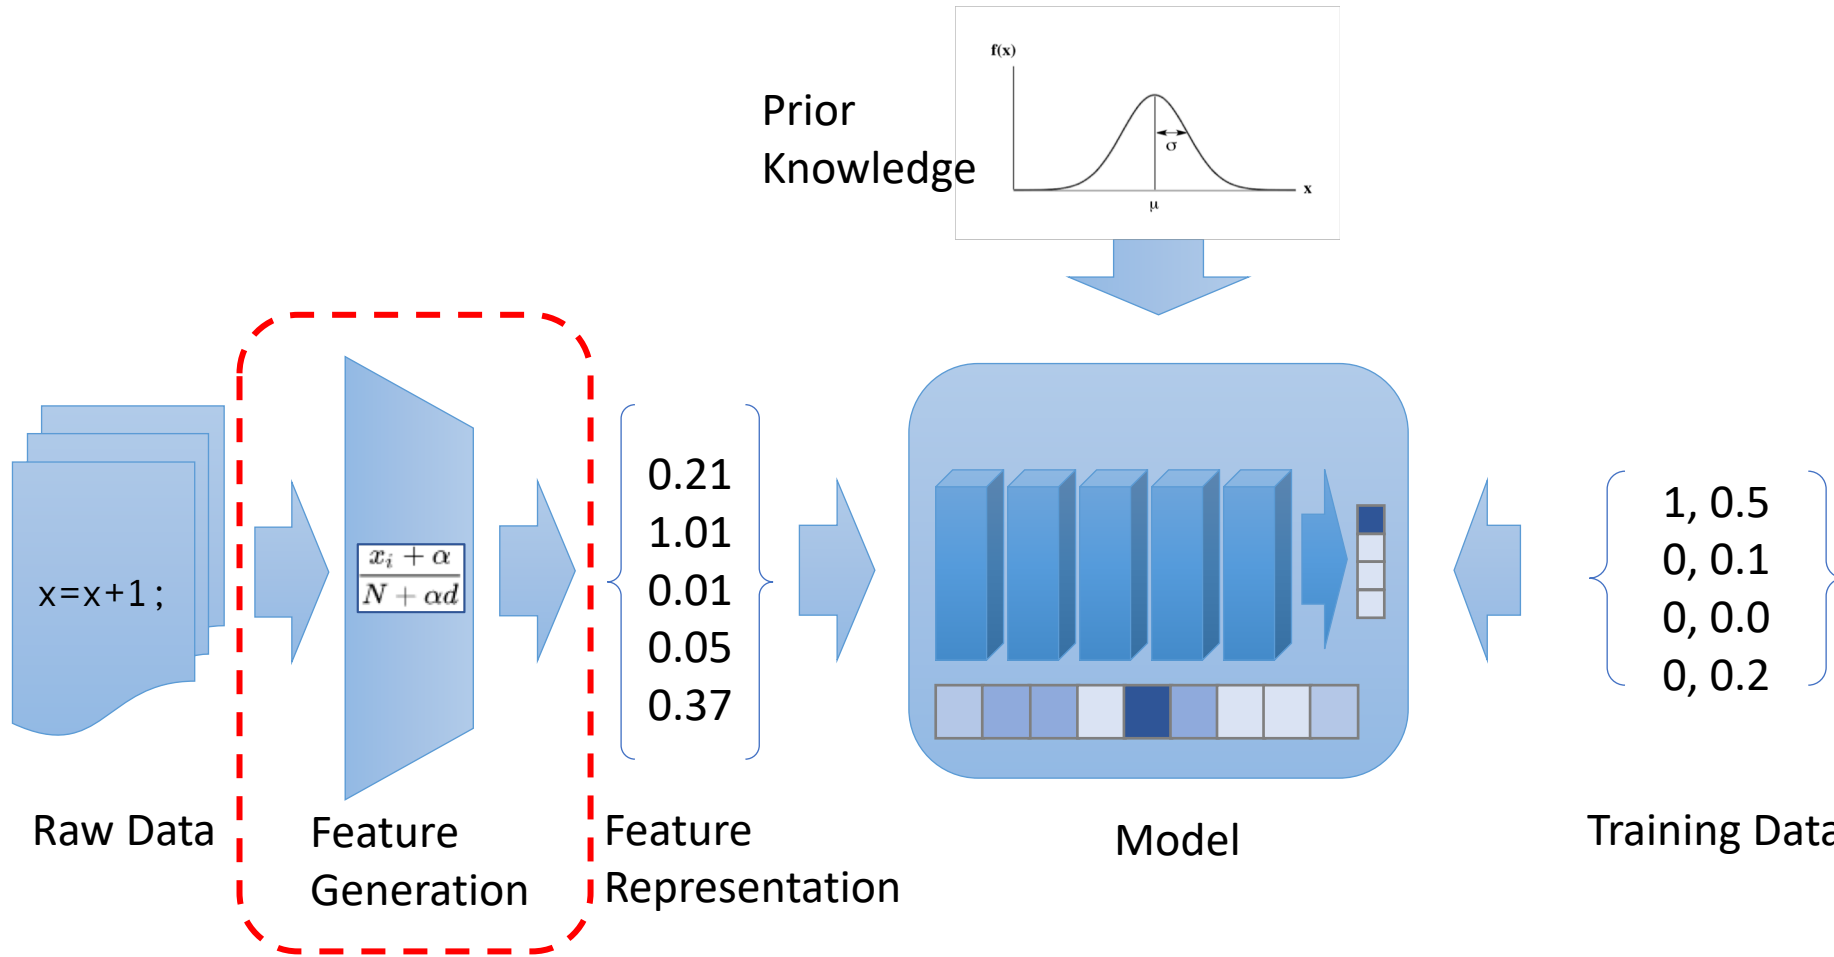 f(x)
σ
x
μ
Prior
Knowledge
x=x+1;
x_i + α
N + αd
0.21
1.01
0.01
0.05
0.37
1, 0.5
0, 0.1
0, 0.0
0, 0.2
Raw Data
Feature
Generation
Feature
Representation
Model
Training Data